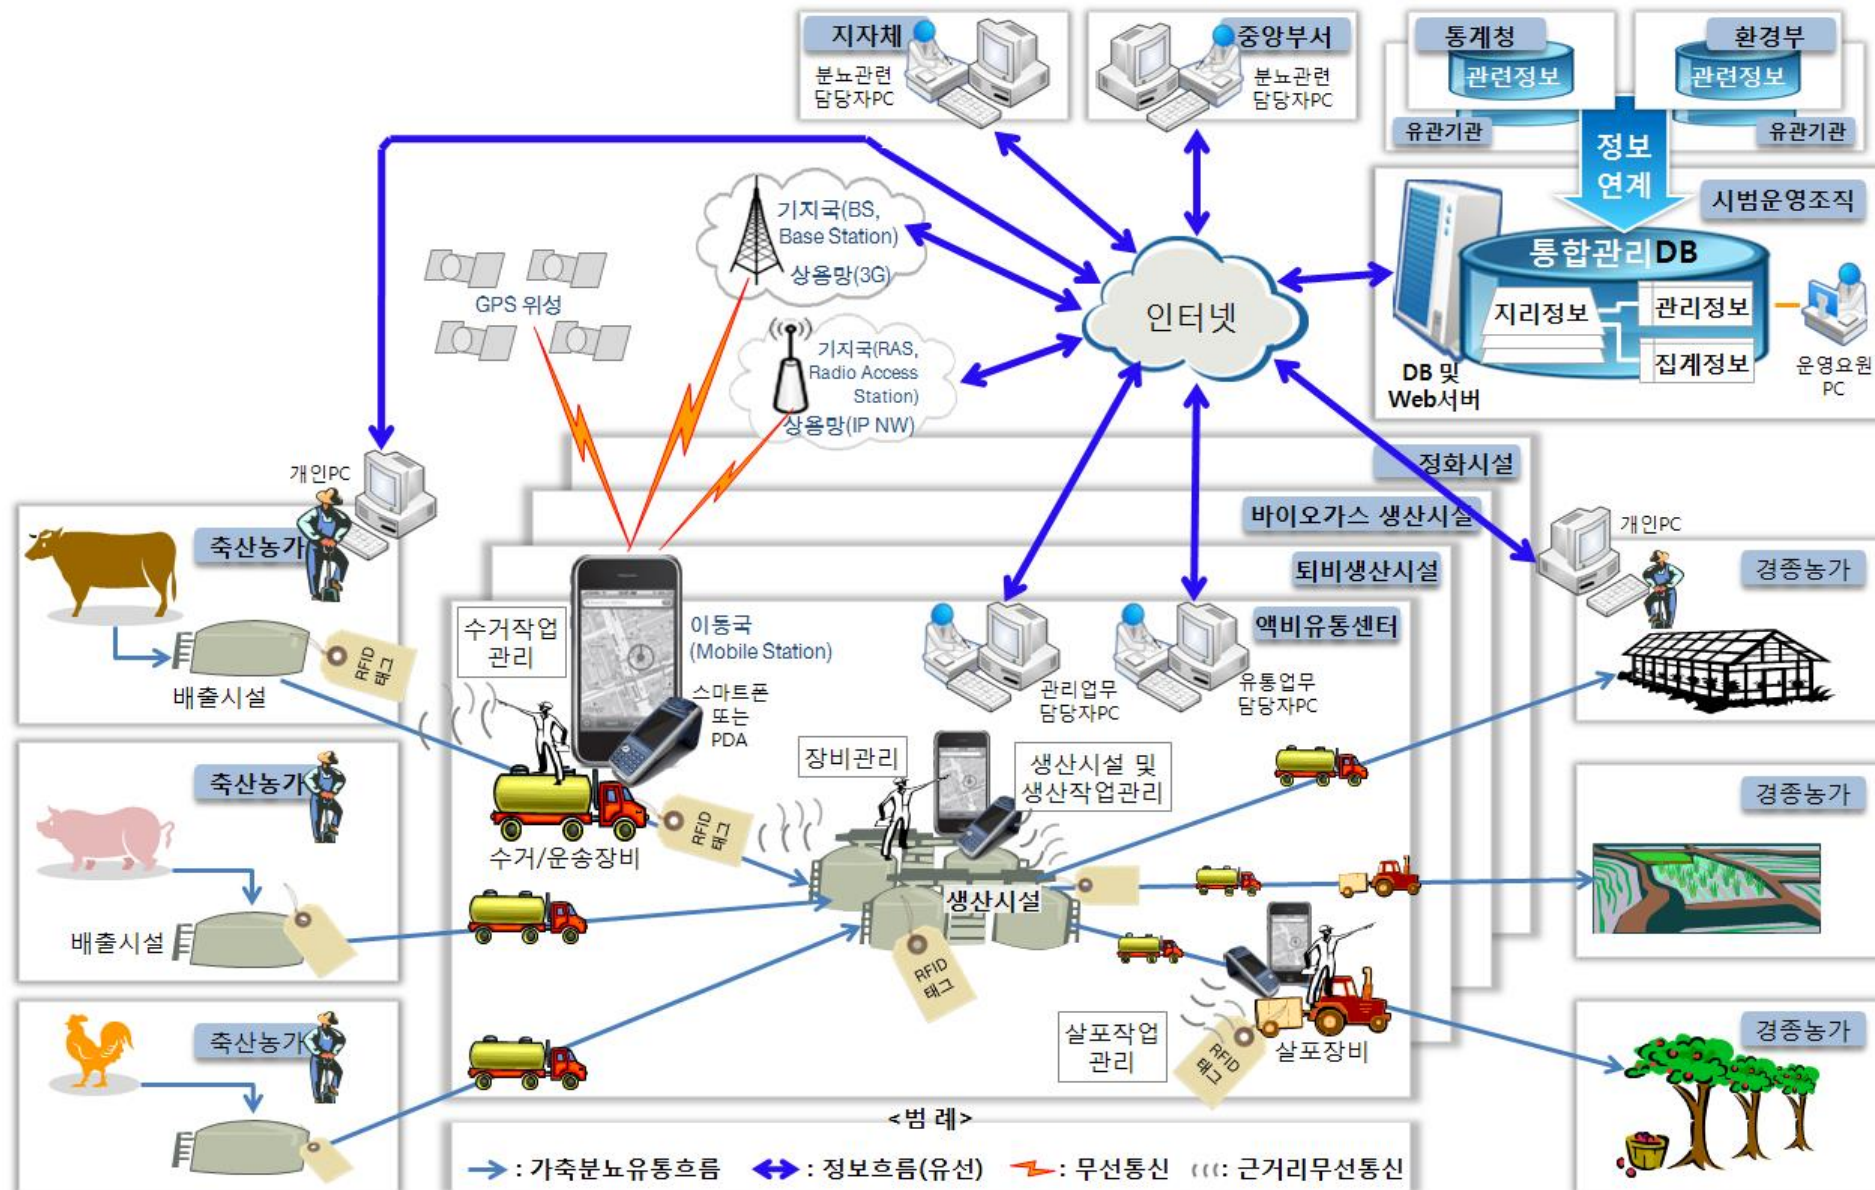 지자체
분뇨관련
담당자PC
중앙부서
분뇨관련
담당자PC
통계청
관련정보
유관기관
환경부
관련정보
유관기관
정보
연계
시범운영조직
통합관리DB
지리정보
관리정보
집계정보
DB 및
Web서버
운영요원
PC
기지국(BS,
Base Station)
상용망(3G)
GPS 위성
기지국(RAS,
Radio Access
Station)
상용망(IP NW)
인터넷
정화시설
바이오가스 생산시설
퇴비생산시설
액비유통센터
개인PC
축산농가
배출시설
RFID
태그
수거작업
관리
이동국
(Mobile Station)
스마트폰
또는
PDA
관리업무
담당자PC
유통업무
담당자PC
개인PC
경종농가
축산농가
배출시설
수거/운송장비
RFID
태그
장비관리
생산시설 및
생산작업관리
생산시설
RFID
태그
경종농가
축산농가
살포작업
관리
RFID
태그
살포장비
경종농가
<범 례>
: 가축분뇨유통흐름
: 정보흐름(유선)
: 무선통신
: 근거리무선통신